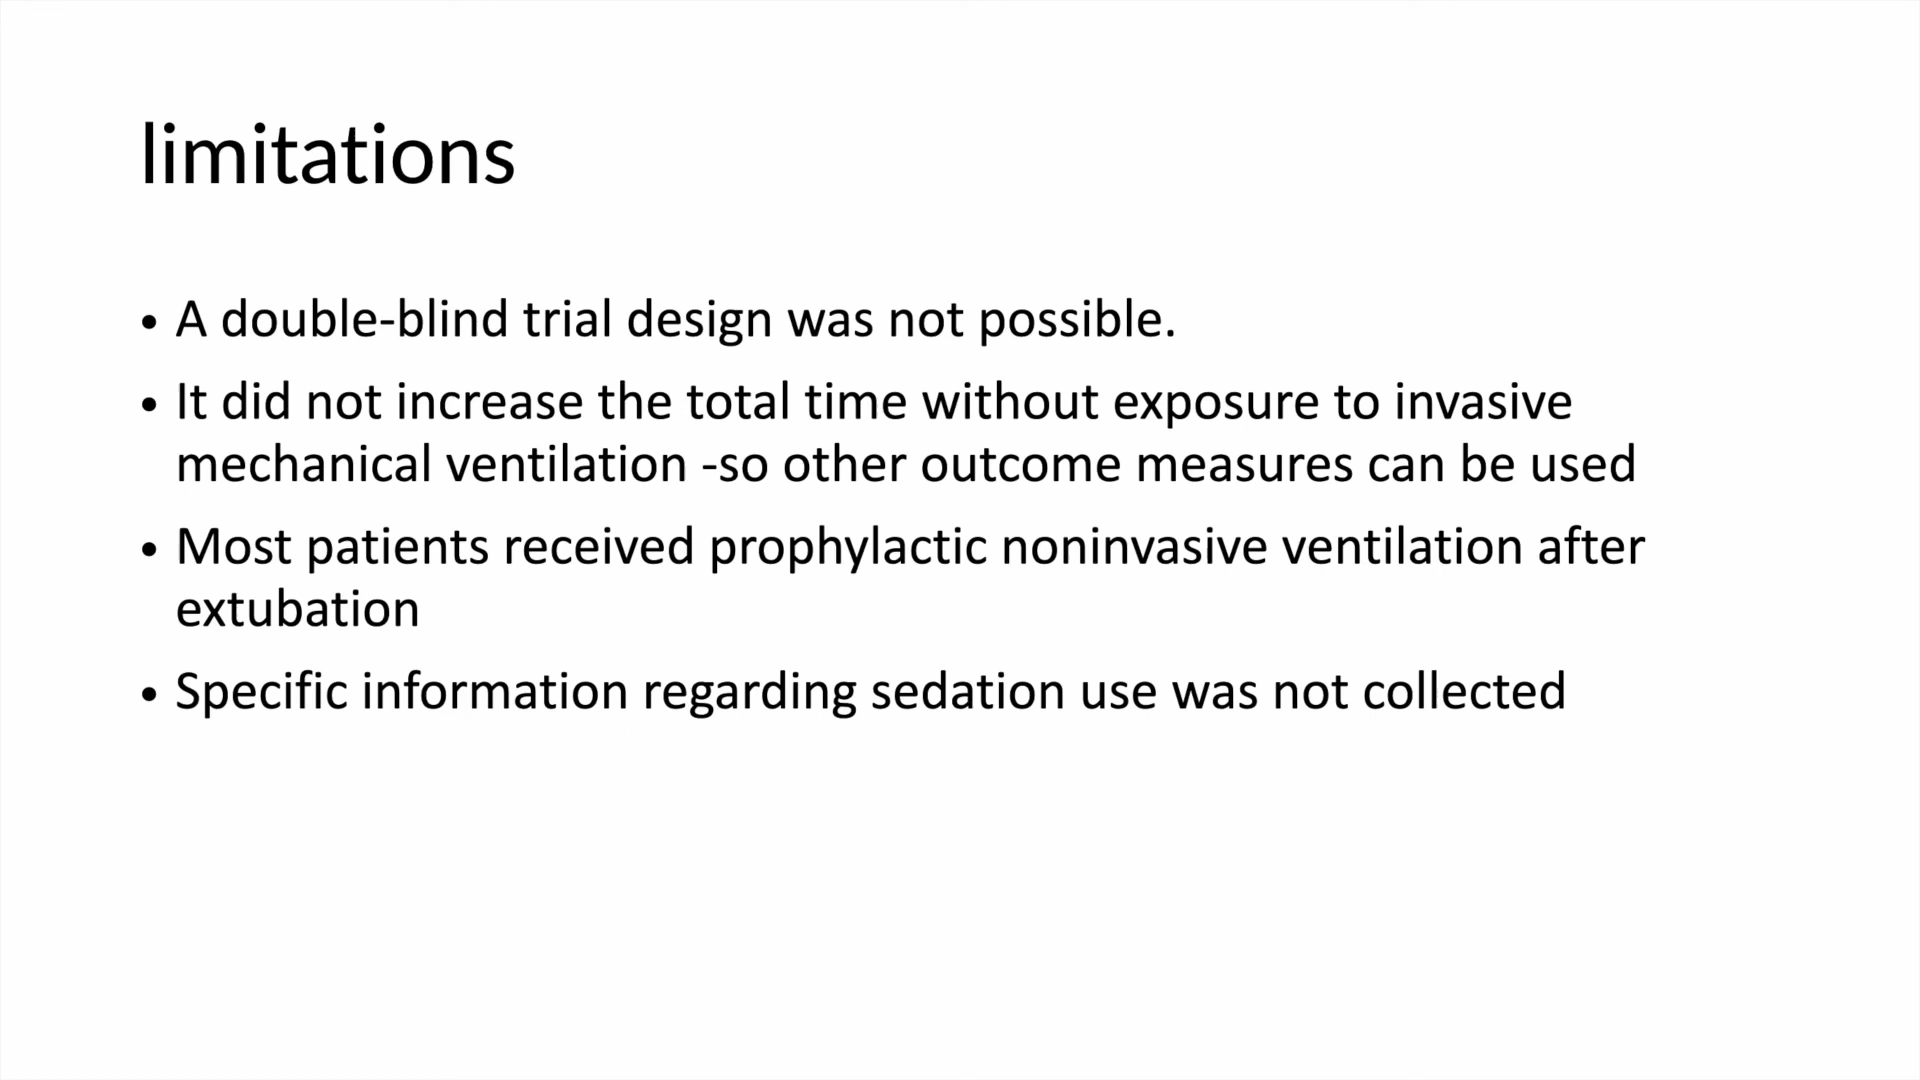 limitations
• A double-blind trial design was not possible.
• It did not increase the total time without exposure to invasive
mechanical ventilation -so other outcome measures can be used
• Most patients received prophylactic noninvasive ventilation after
extubation
• Specific information regarding sedation use was not collected